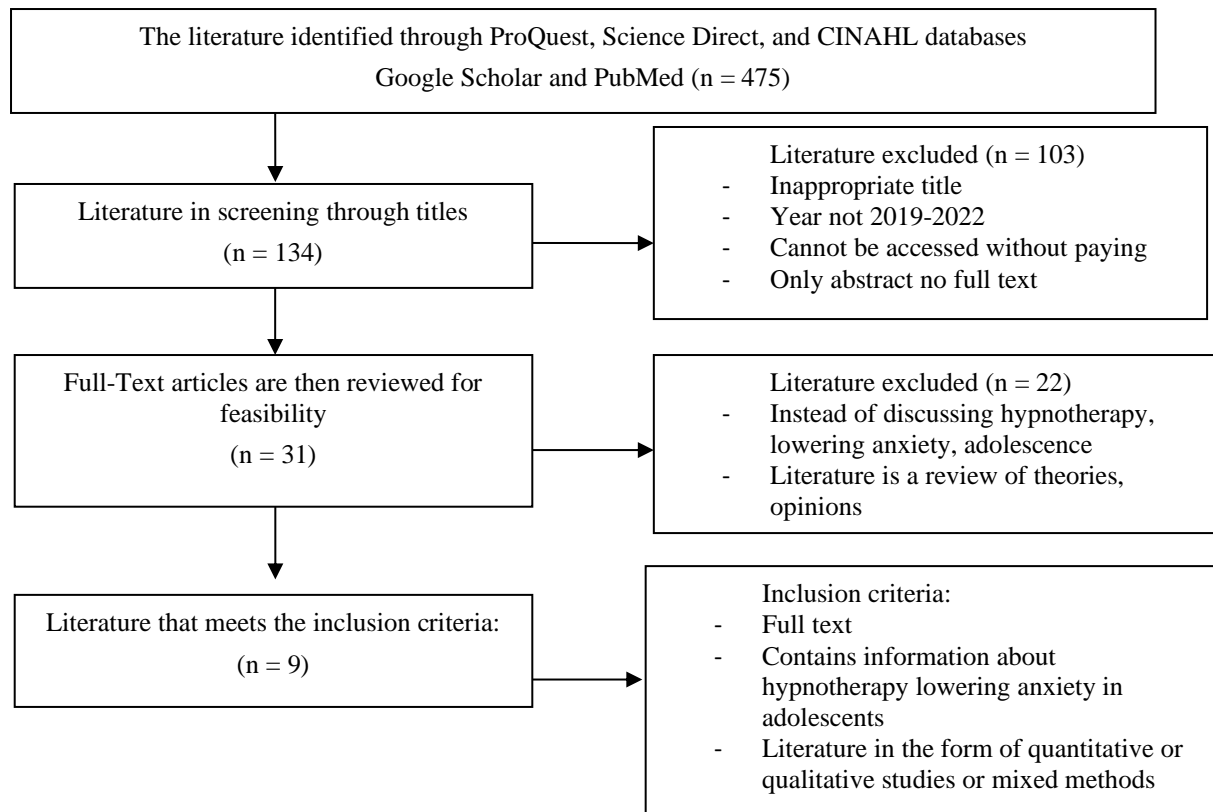 The literature identified through ProQuest, Science Direct, and CINAHL databases
Google Scholar and PubMed (n = 475)
Literature excluded (n = 103)
- Inappropriate title
- Year not 2019-2022
- Cannot be accessed without paying
- Only abstract no full text
Literature in screening through titles
(n = 134)
Full-Text articles are then reviewed for
feasibility
(n = 31)
Literature excluded (n = 22)
- Instead of discussing hypnotherapy,
lowering anxiety, adolescence
- Literature is a review of theories,
opinions
Literature that meets the inclusion criteria:
(n = 9)
Inclusion criteria:
- Full text
- Contains information about
hypnotherapy lowering anxiety in
adolescents
- Literature in the form of quantitative or
qualitative studies or mixed methods